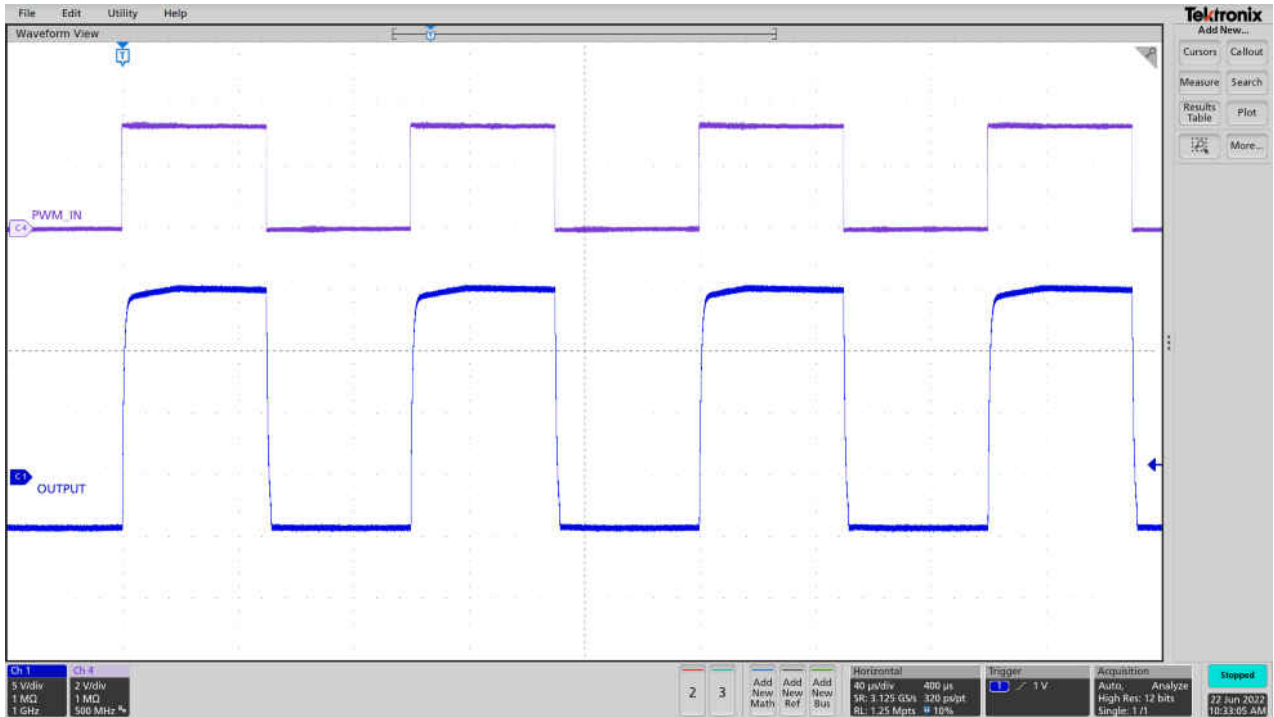 File Edit Utility Help
Tektronix
Waveform View
Add New...
T
T
Cursors Callout
Measure Search
Results Table Plot
More...
PWM_IN
C4
C1
OUTPUT
Ch 1
5 V/div
1 MΩ
1 GHz
Ch 4
2 V/div
1 MΩ
500 MHz
2
3
Add New Math
Add New Ref
Add New Bus
Horizontal
40 µs/div 400 µs
SR: 3.125 GS/s 320 ps/pt
RL: 1.25 Mpts 10%
Trigger
1 1 V
Acquisition
Auto, Analyze
High Res: 12 bits
Single: 1 /1
Stopped
22 Jun 2022
10:33:05 AM